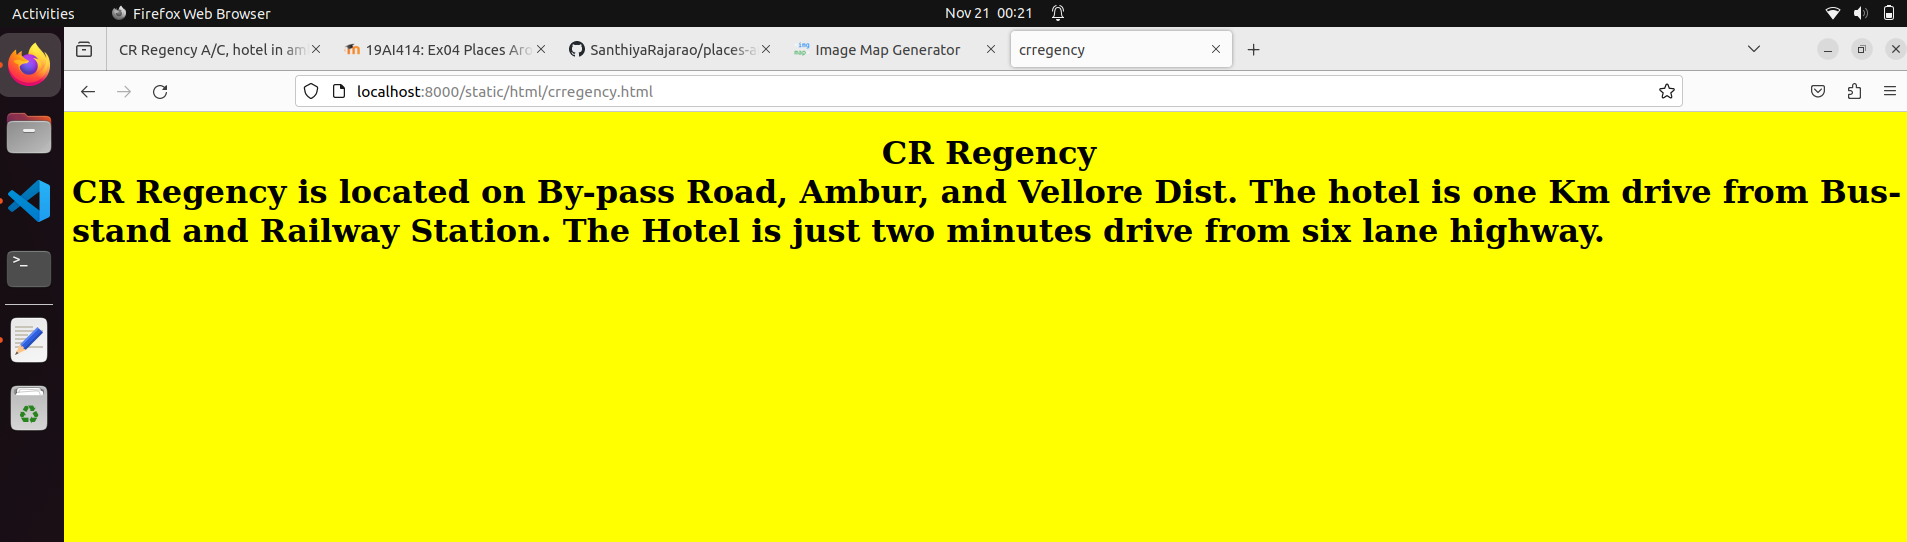 Activities Firefox Web Browser Nov 21 00:21
CR Regency A/C, hotel in am 19AI414: Ex04 Places Aro SanthiyaRajarao/places-a Image Map Generator crregency
localhost:8000/static/html/crregency.html
CR Regency
CR Regency is located on By-pass Road, Ambur, and Vellore Dist. The hotel is one Km drive from Bus-
stand and Railway Station. The Hotel is just two minutes drive from six lane highway.